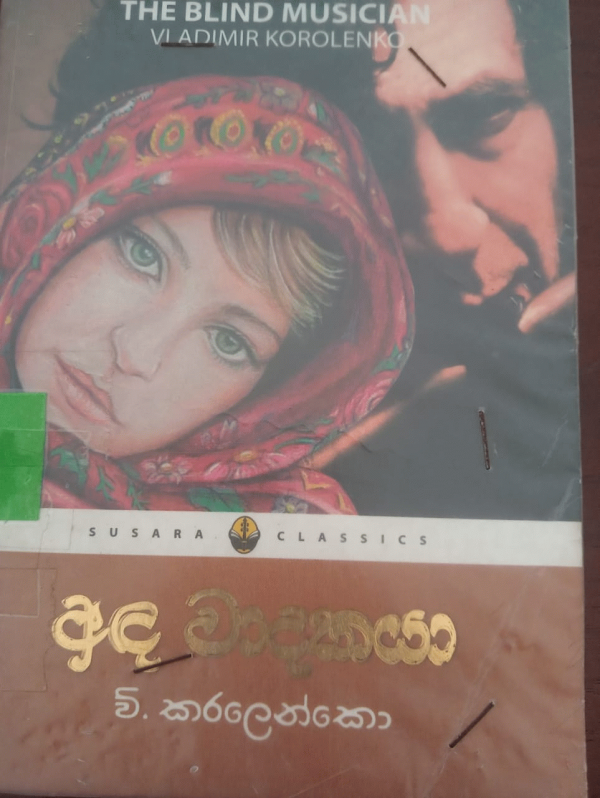 THE BLIND MUSICIAN
VLADIMIR KOROLENKO
SUSARA CLASSICS
අඳ වාදකයා
වි. කරලෙන්කො